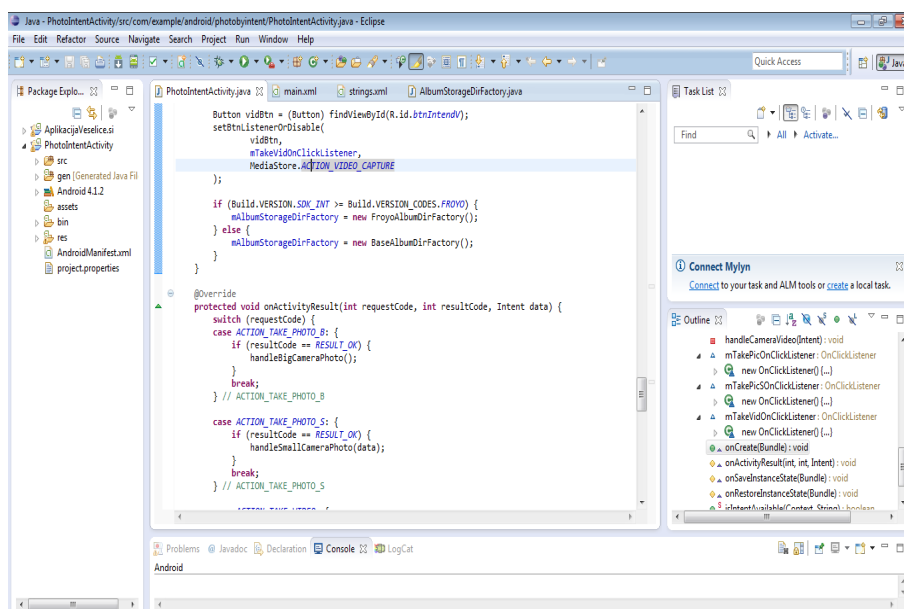 Java - PhotoIntentActivity/src/com/example/android/photobyintent/PhotoIntentActivity.java - Eclipse
File Edit Refactor Source Navigate Search Project Run Window Help
Quick Access
Java
Package Explo...
AplikacijaVeselice.si
PhotoIntentActivity
src
gen [Generated Java Fil
Android 4.1.2
assets
bin
res
AndroidManifest.xml
project.properties
PhotoIntentActivity.java main.xml strings.xml AlbumStorageDirFactory.java
Button vidBtn = (Button) findViewById(R.id.btnIntendV);
setBtnListenerOrDisable(
vidBtn,
mTakeVidOnClickListener,
MediaStore.ACTION_VIDEO_CAPTURE
);
if (Build.VERSION.SDK_INT >= Build.VERSION_CODES.FROYO) {
mAlbumStorageDirFactory = new FroyoAlbumDirFactory();
} else {
mAlbumStorageDirFactory = new BaseAlbumDirFactory();
}
}
@Override
protected void onActivityResult(int requestCode, int resultCode, Intent data) {
switch (requestCode) {
case ACTION_TAKE_PHOTO_B: {
if (resultCode == RESULT_OK) {
handleBigCameraPhoto();
}
break;
} // ACTION_TAKE_PHOTO_B
case ACTION_TAKE_PHOTO_S: {
if (resultCode == RESULT_OK) {
handleSmallCameraPhoto(data);
}
break;
} // ACTION_TAKE_PHOTO_S
Task List
Find All Activate...
Connect Mylyn
Connect to your task and ALM tools or create a local task.
Outline
handleCameraVideo(Intent) : void
mTakePicOnClickListener : OnClickListener
new OnClickListener() {...}
mTakePicSOnClickListener : OnClickListener
new OnClickListener() {...}
mTakeVidOnClickListener : OnClickListener
new OnClickListener() {...}
onCreate(Bundle) : void
onActivityResult(int, int, Intent) : void
onSaveInstanceState(Bundle) : void
onRestoreInstanceState(Bundle) : void
isIntentAvailable(Context, String) : boolean
Problems Javadoc Declaration Console LogCat
Android